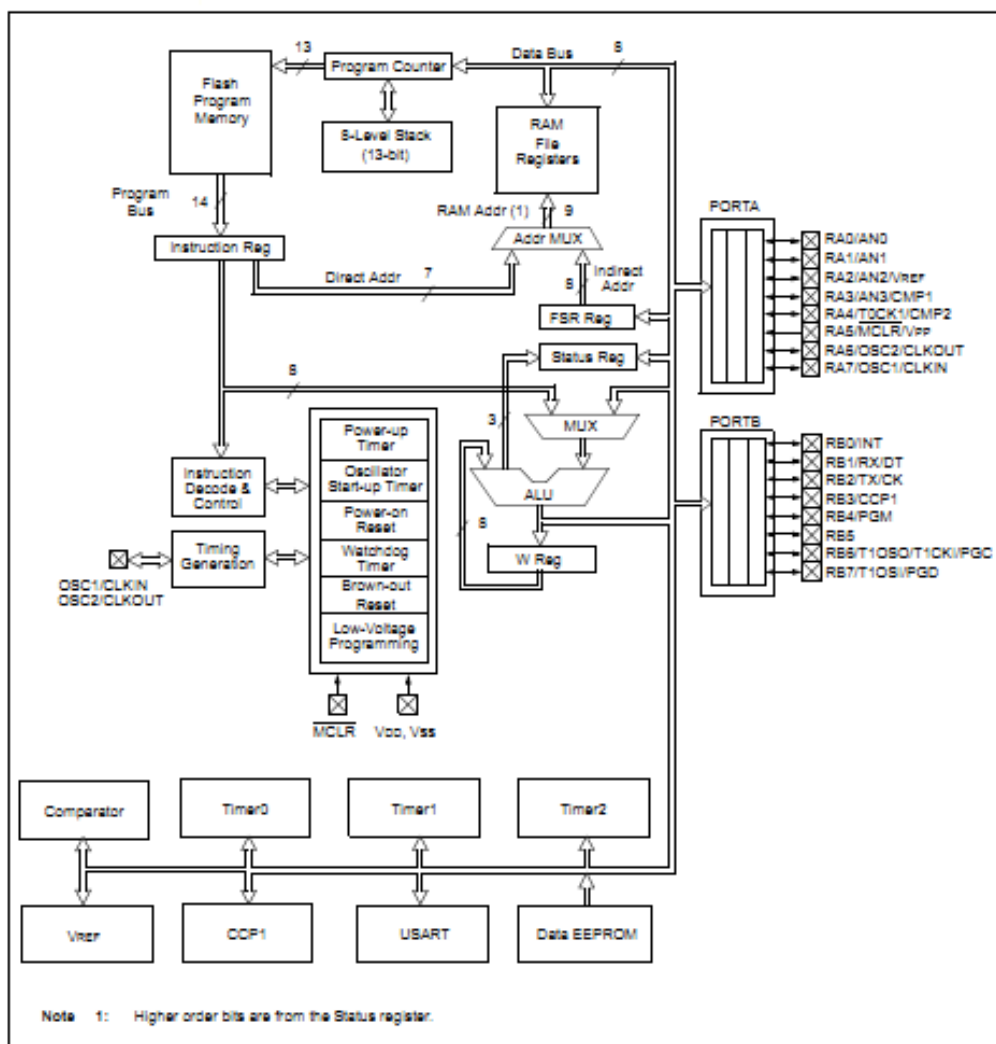 13
Data Bus
8
Program Counter
Flash
Program
Memory
RAM
File
Registers
8-Level Stack
(13-bit)
Program
Bus
14
RAM Addr (1)
9
PORTA
Instruction Reg
Addr MUX
Direct Addr
7
8
Indirect
Addr
FSR Reg
Status Reg
RA0/AN0
RA1/AN1
RA2/AN2/VREF
RA3/AN3/CMP1
RA4/T0CK1/CMP2
RA5/MCLR/VPP
RA6/OSC2/CLKOUT
RA7/OSC1/CLKIN
8
3
MUX
PORTB
Power-up
Timer
Oscillator
Start-up Timer
Power-on
Reset
Watchdog
Timer
Brown-out
Reset
Low-Voltage
Programming
Instruction
Decode &
Control
Timing
Generation
OSC1/CLKIN
OSC2/CLKOUT
ALU
8
W Reg
RB0/INT
RB1/RX/DT
RB2/TX/CK
RB3/CCP1
RB4/PGM
RB5
RB6/T1OSO/T1CKI/PGC
RB7/T1OSI/PGD
MCLR
VDD, VSS
Comparator
Timer0
Timer1
Timer2
VREF
CCP1
USART
Data EEPROM
Note 1: Higher order bits are from the Status register.